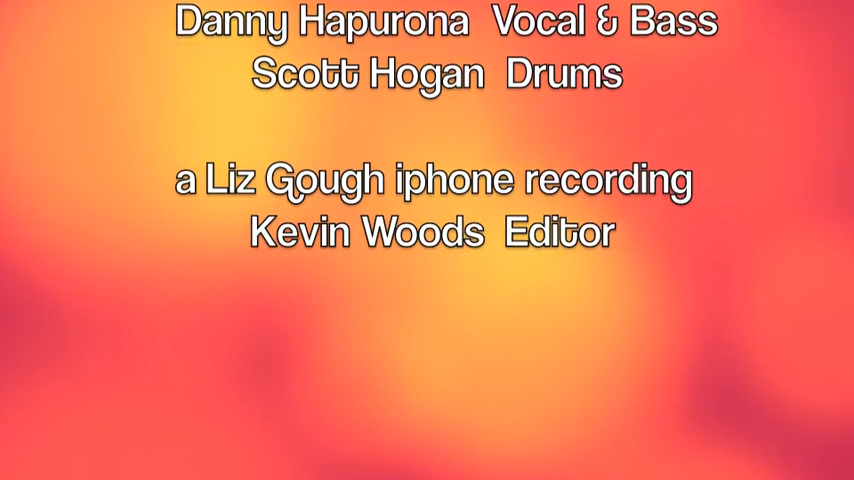 Danny Hapurona  Vocal & Bass
Scott Hogan  Drums
a Liz Gough iphone recording
Kevin Woods  Editor